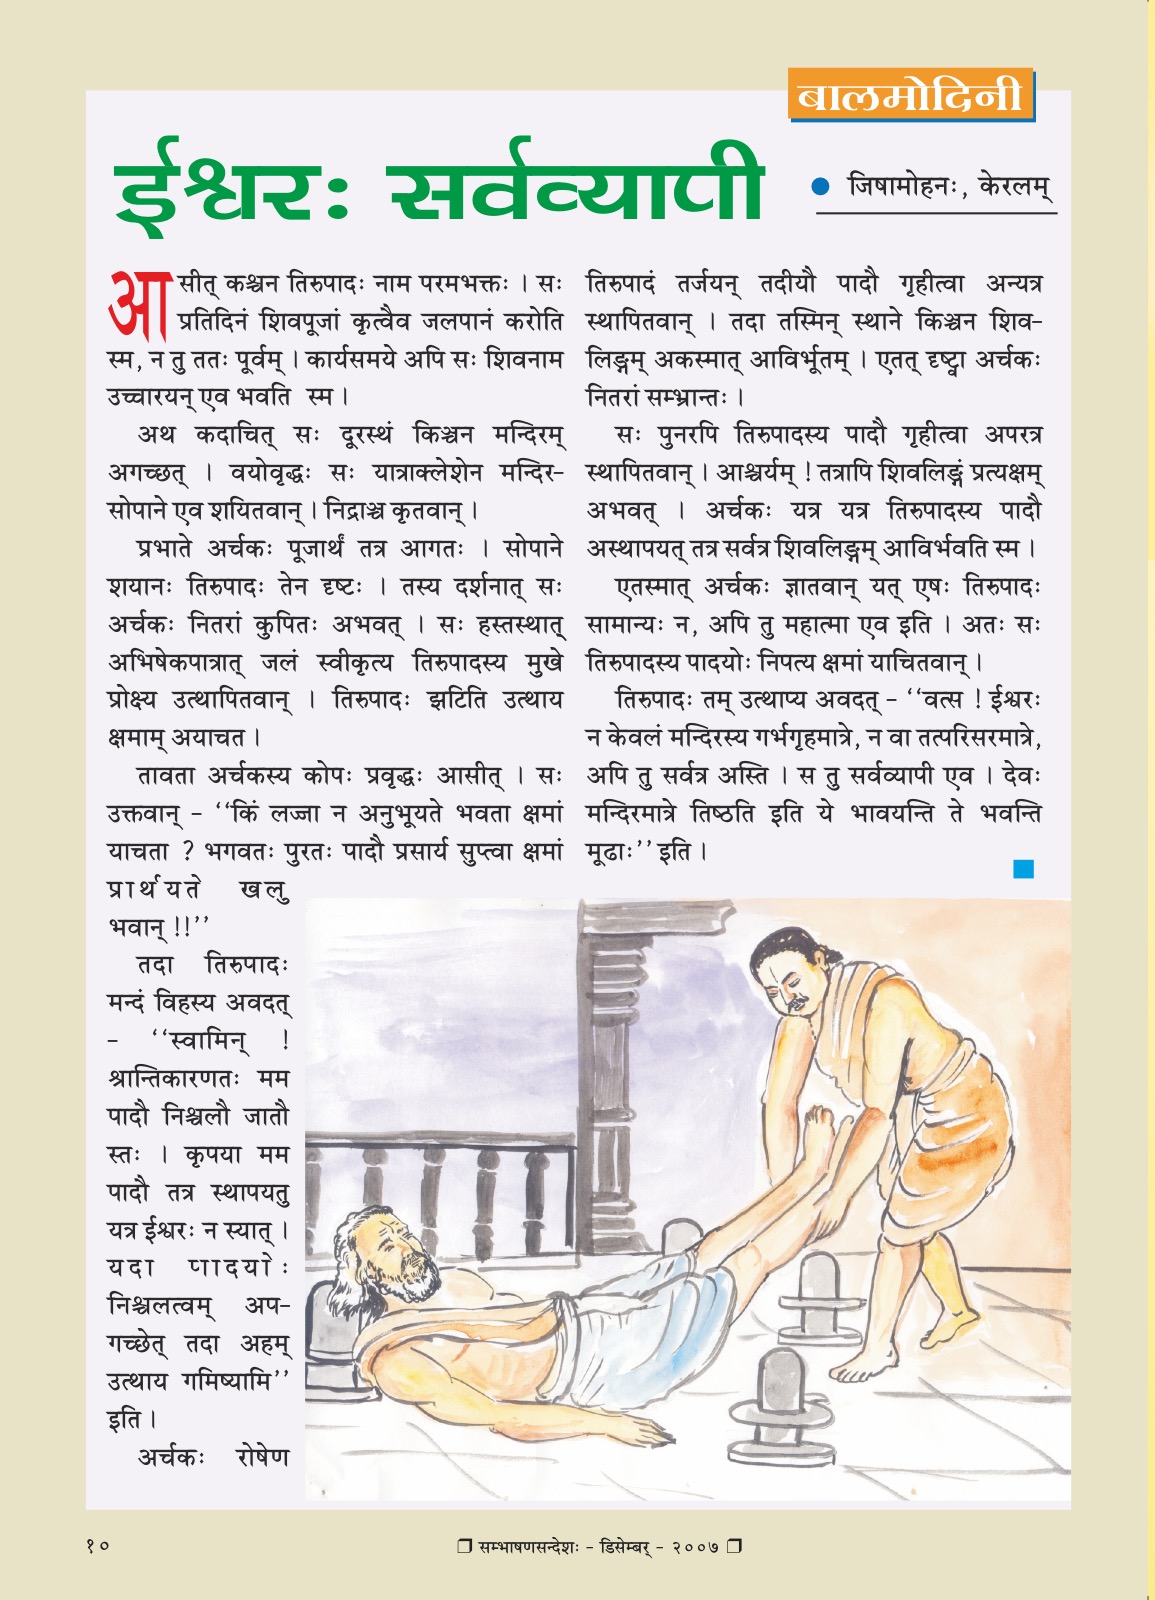 बालमोदिनी
ईश्वरः सर्वव्यापी
● जिषामोहनः, केरलम्
आसीत् कश्चन तिरुपादः नाम परमभक्तः । सः
प्रतिदिनं शिवपूजां कृत्वैव जलपानं करोति
स्म, न तु ततः पूर्वम् । कार्यसमये अपि सः शिवनाम
उच्चारयन् एव भवति स्म ।
अथ कदाचित् सः दूरस्थं किञ्चन मन्दिरम्
अगच्छत् । वयोवृद्धः सः यात्राक्लेशेन मन्दिर-
सोपाने एव शयितवान् । निद्राञ्च कृतवान् ।
प्रभाते अर्चकः पूजार्थं तत्र आगतः । सोपाने
शयानः तिरुपादः तेन दृष्टः । तस्य दर्शनात् सः
अर्चकः नितरां कुपितः अभवत् । सः हस्तस्थात्
अभिषेकपात्रात् जलं स्वीकृत्य तिरुपादस्य मुखे
प्रोक्ष्य उत्थापितवान् । तिरुपादः झटिति उत्थाय
क्षमाम् अयाचत ।
तावता अर्चकस्य कोपः प्रवृद्धः आसीत् । सः
उक्तवान् – ‘‘किं लज्जा न अनुभूयते भवता क्षमां
याचता ? भगवतः पुरतः पादौ प्रसार्य सुप्त्वा क्षमां
प्रार्थयते खलु
भवान् !!’’
तदा तिरुपादः
मन्दं विहस्य अवदत्
– ‘‘स्वामिन् !
श्रान्तिकारणतः मम
पादौ निश्चलौ जातौ
स्तः । कृपया मम
पादौ तत्र स्थापयतु
यत्र ईश्वरः न स्यात् ।
यदा पादयोः
निश्चलत्वम् अप-
गच्छेत् तदा अहम्
उत्थाय गमिष्यामि’’
इति ।
अर्चकः रोषेण
तिरुपादं तर्जयन् तदीयौ पादौ गृहीत्वा अन्यत्र
स्थापितवान् । तदा तस्मिन् स्थाने किञ्चन शिव-
लिङ्गम् अकस्मात् आविर्भूतम् । एतत् दृष्ट्वा अर्चकः
नितरां सम्भ्रान्तः ।
सः पुनरपि तिरुपादस्य पादौ गृहीत्वा अपरत्र
स्थापितवान् । आश्चर्यम् ! तत्रापि शिवलिङ्गं प्रत्यक्षम्
अभवत् । अर्चकः यत्र यत्र तिरुपादस्य पादौ
अस्थापयत् तत्र सर्वत्र शिवलिङ्गम् आविर्भवति स्म ।
एतस्मात् अर्चकः ज्ञातवान् यत् एषः तिरुपादः
सामान्यः न, अपि तु महात्मा एव इति । अतः सः
तिरुपादस्य पादयोः निपत्य क्षमां याचितवान् ।
तिरुपादः तम् उत्थाप्य अवदत् – ‘‘वत्स ! ईश्वरः
न केवलं मन्दिरस्य गर्भगृहमात्रे, न वा तत्परिसरमात्रे,
अपि तु सर्वत्र अस्ति । स तु सर्वव्यापी एव । देवः
मन्दिरमात्रे तिष्ठति इति ये भावयन्ति ते भवन्ति
मूढाः’’ इति ।
१०
❐ सम्भाषणसन्देशः – डिसेम्बर् – २००७ ❐